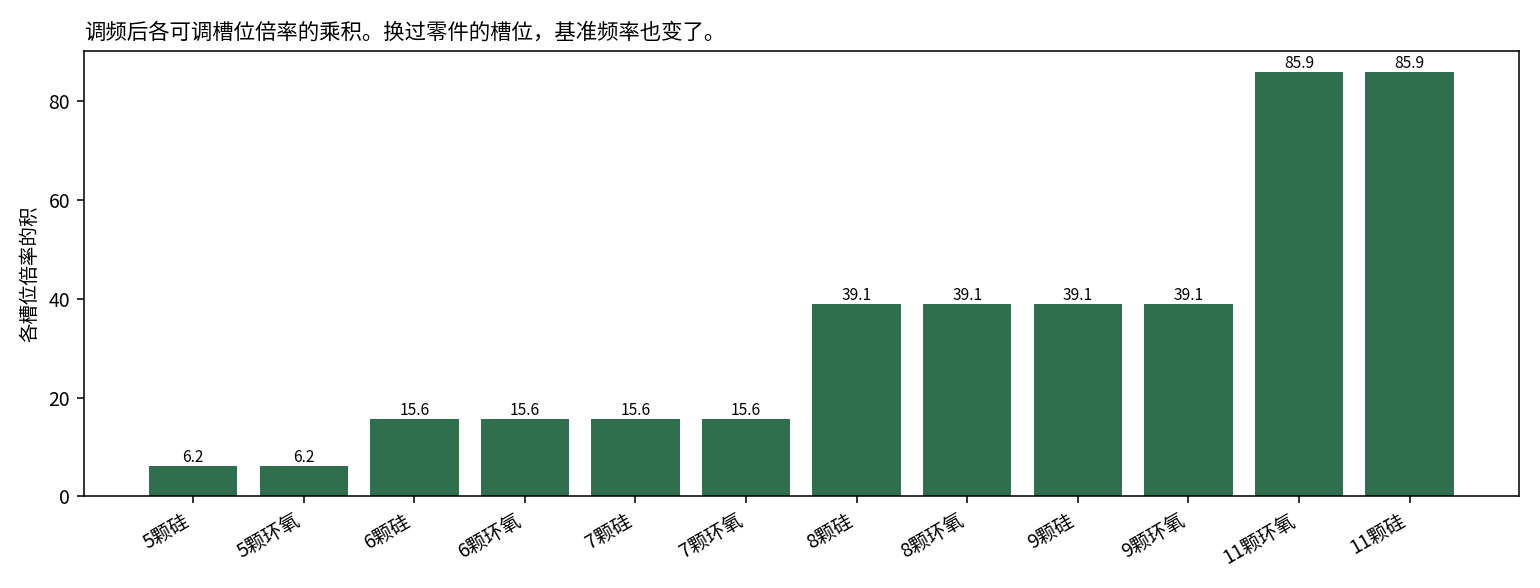 调频后各可调槽位倍率的乘积。换过零件的槽位，基准频率也变了。
各槽位倍率的积
80
60
40
20
0
6.2
6.2
15.6
15.6
15.6
15.6
39.1
39.1
39.1
39.1
85.9
85.9
5颗硅
5颗环氧
6颗硅
6颗环氧
7颗硅
7颗环氧
8颗硅
8颗环氧
9颗硅
9颗环氧
11颗环氧
11颗硅